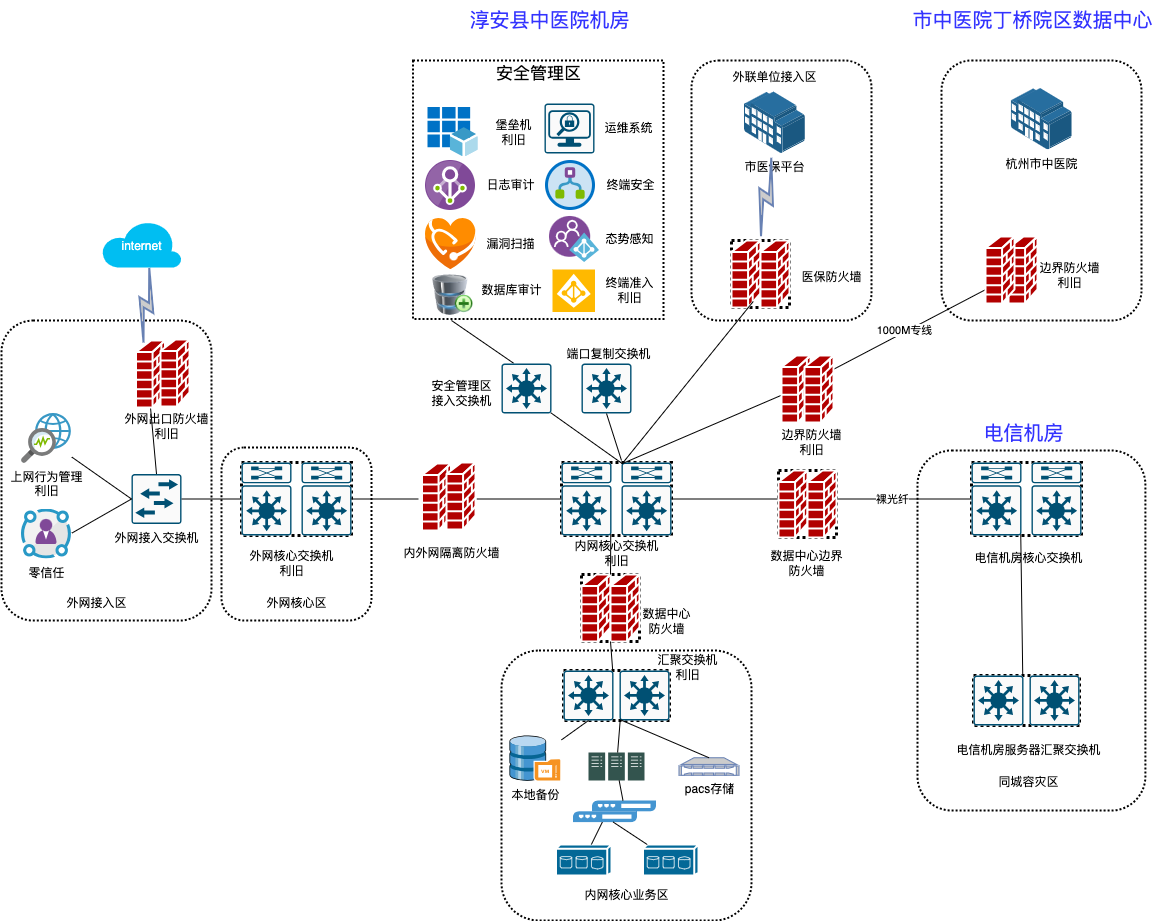 淳安县中医院机房
市中医院丁桥院区数据中心
安全管理区
堡垒机
利旧
运维系统
日志审计
终端安全
漏洞扫描
态势感知
数据库审计
终端准入
利旧
外联单位接入区
市医保平台
医保防火墙
杭州市中医院
边界防火墙
利旧
1000M专线
internet
外网出口防火墙
利旧
上网行为管理
利旧
零信任
外网接入交换机
外网接入区
外网核心交换机
利旧
外网核心区
安全管理区
接入交换机
端口复制交换机
内外网隔离防火墙
内网核心交换机
利旧
边界防火墙
利旧
数据中心边界
防火墙
裸光纤
电信机房
电信机房核心交换机
电信机房服务器汇聚交换机
同城容灾区
数据中心
防火墙
汇聚交换机
利旧
VM
本地备份
pacs存储
内网核心业务区